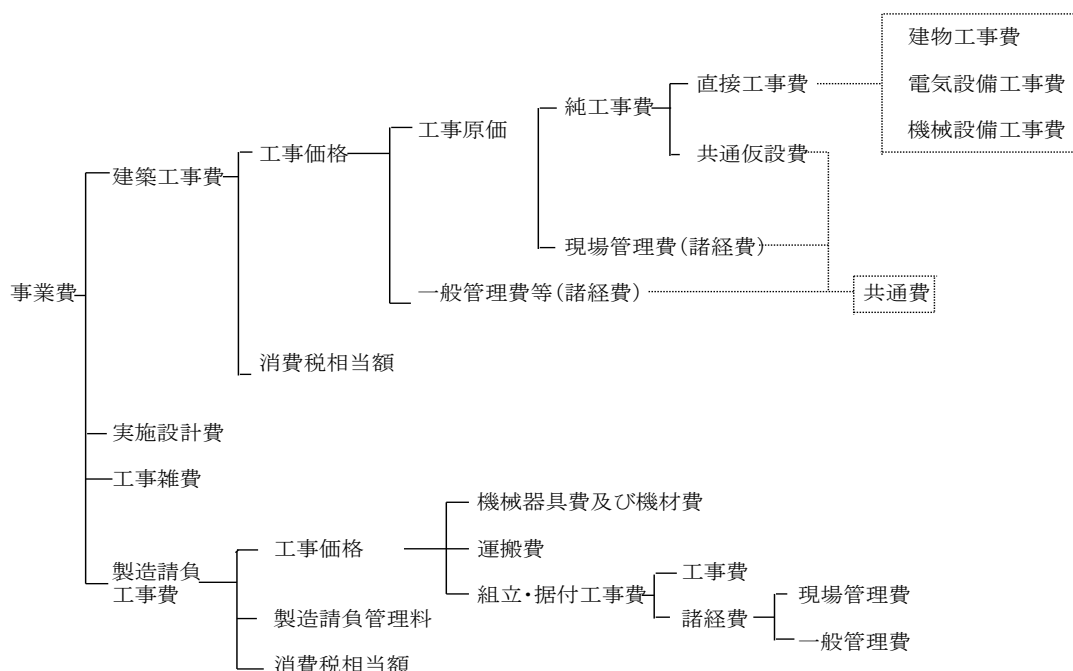 建物工事費
直接工事費
電気設備工事費
純工事費
工事原価
機械設備工事費
工事価格
共通仮設費
建築工事費
現場管理費(諸経費)
事業費
一般管理費等(諸経費)
共通費
消費税相当額
実施設計費
工事雑費
機械器具費及び機材費
工事価格
運搬費
製造請負
工事費
組立・据付工事費
工事費
現場管理費
製造請負管理料
諸経費
一般管理費
消費税相当額